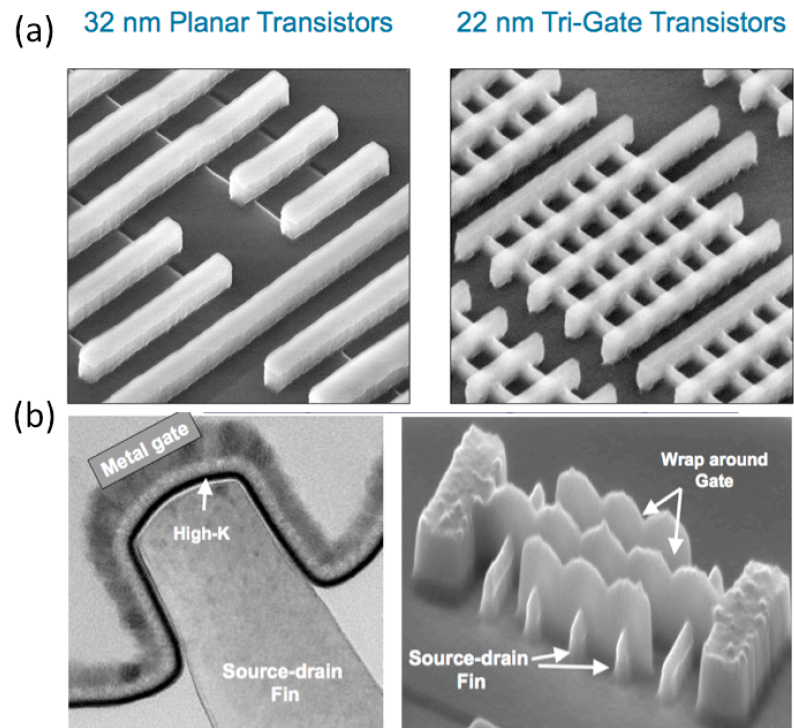 (a)
32 nm Planar Transistors
22 nm Tri-Gate Transistors
(b)
Metal gate
High-K
Source-drain
Fin
Wrap around
Gate
Source-drain
Fin